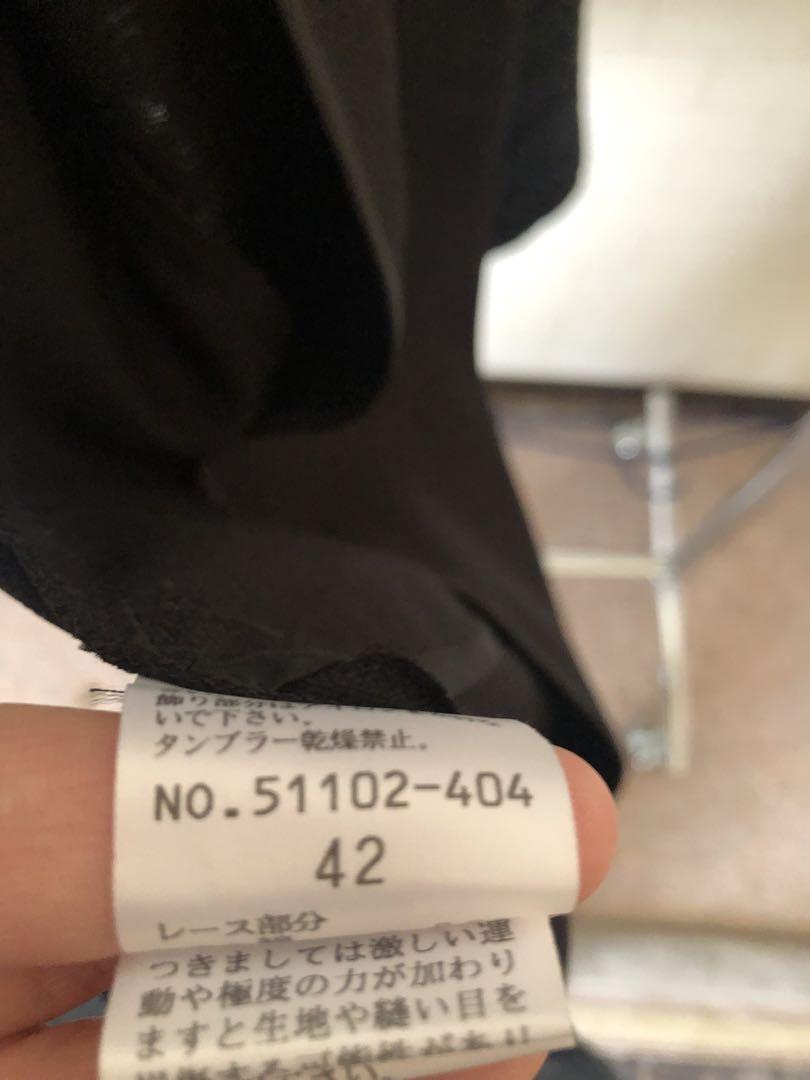 いで下さい。
タンブラー乾燥禁止。
NO.51102-404
42
レース部分
つきましては激しい運
動や極度の力が加わり
ますと生地や縫い目を